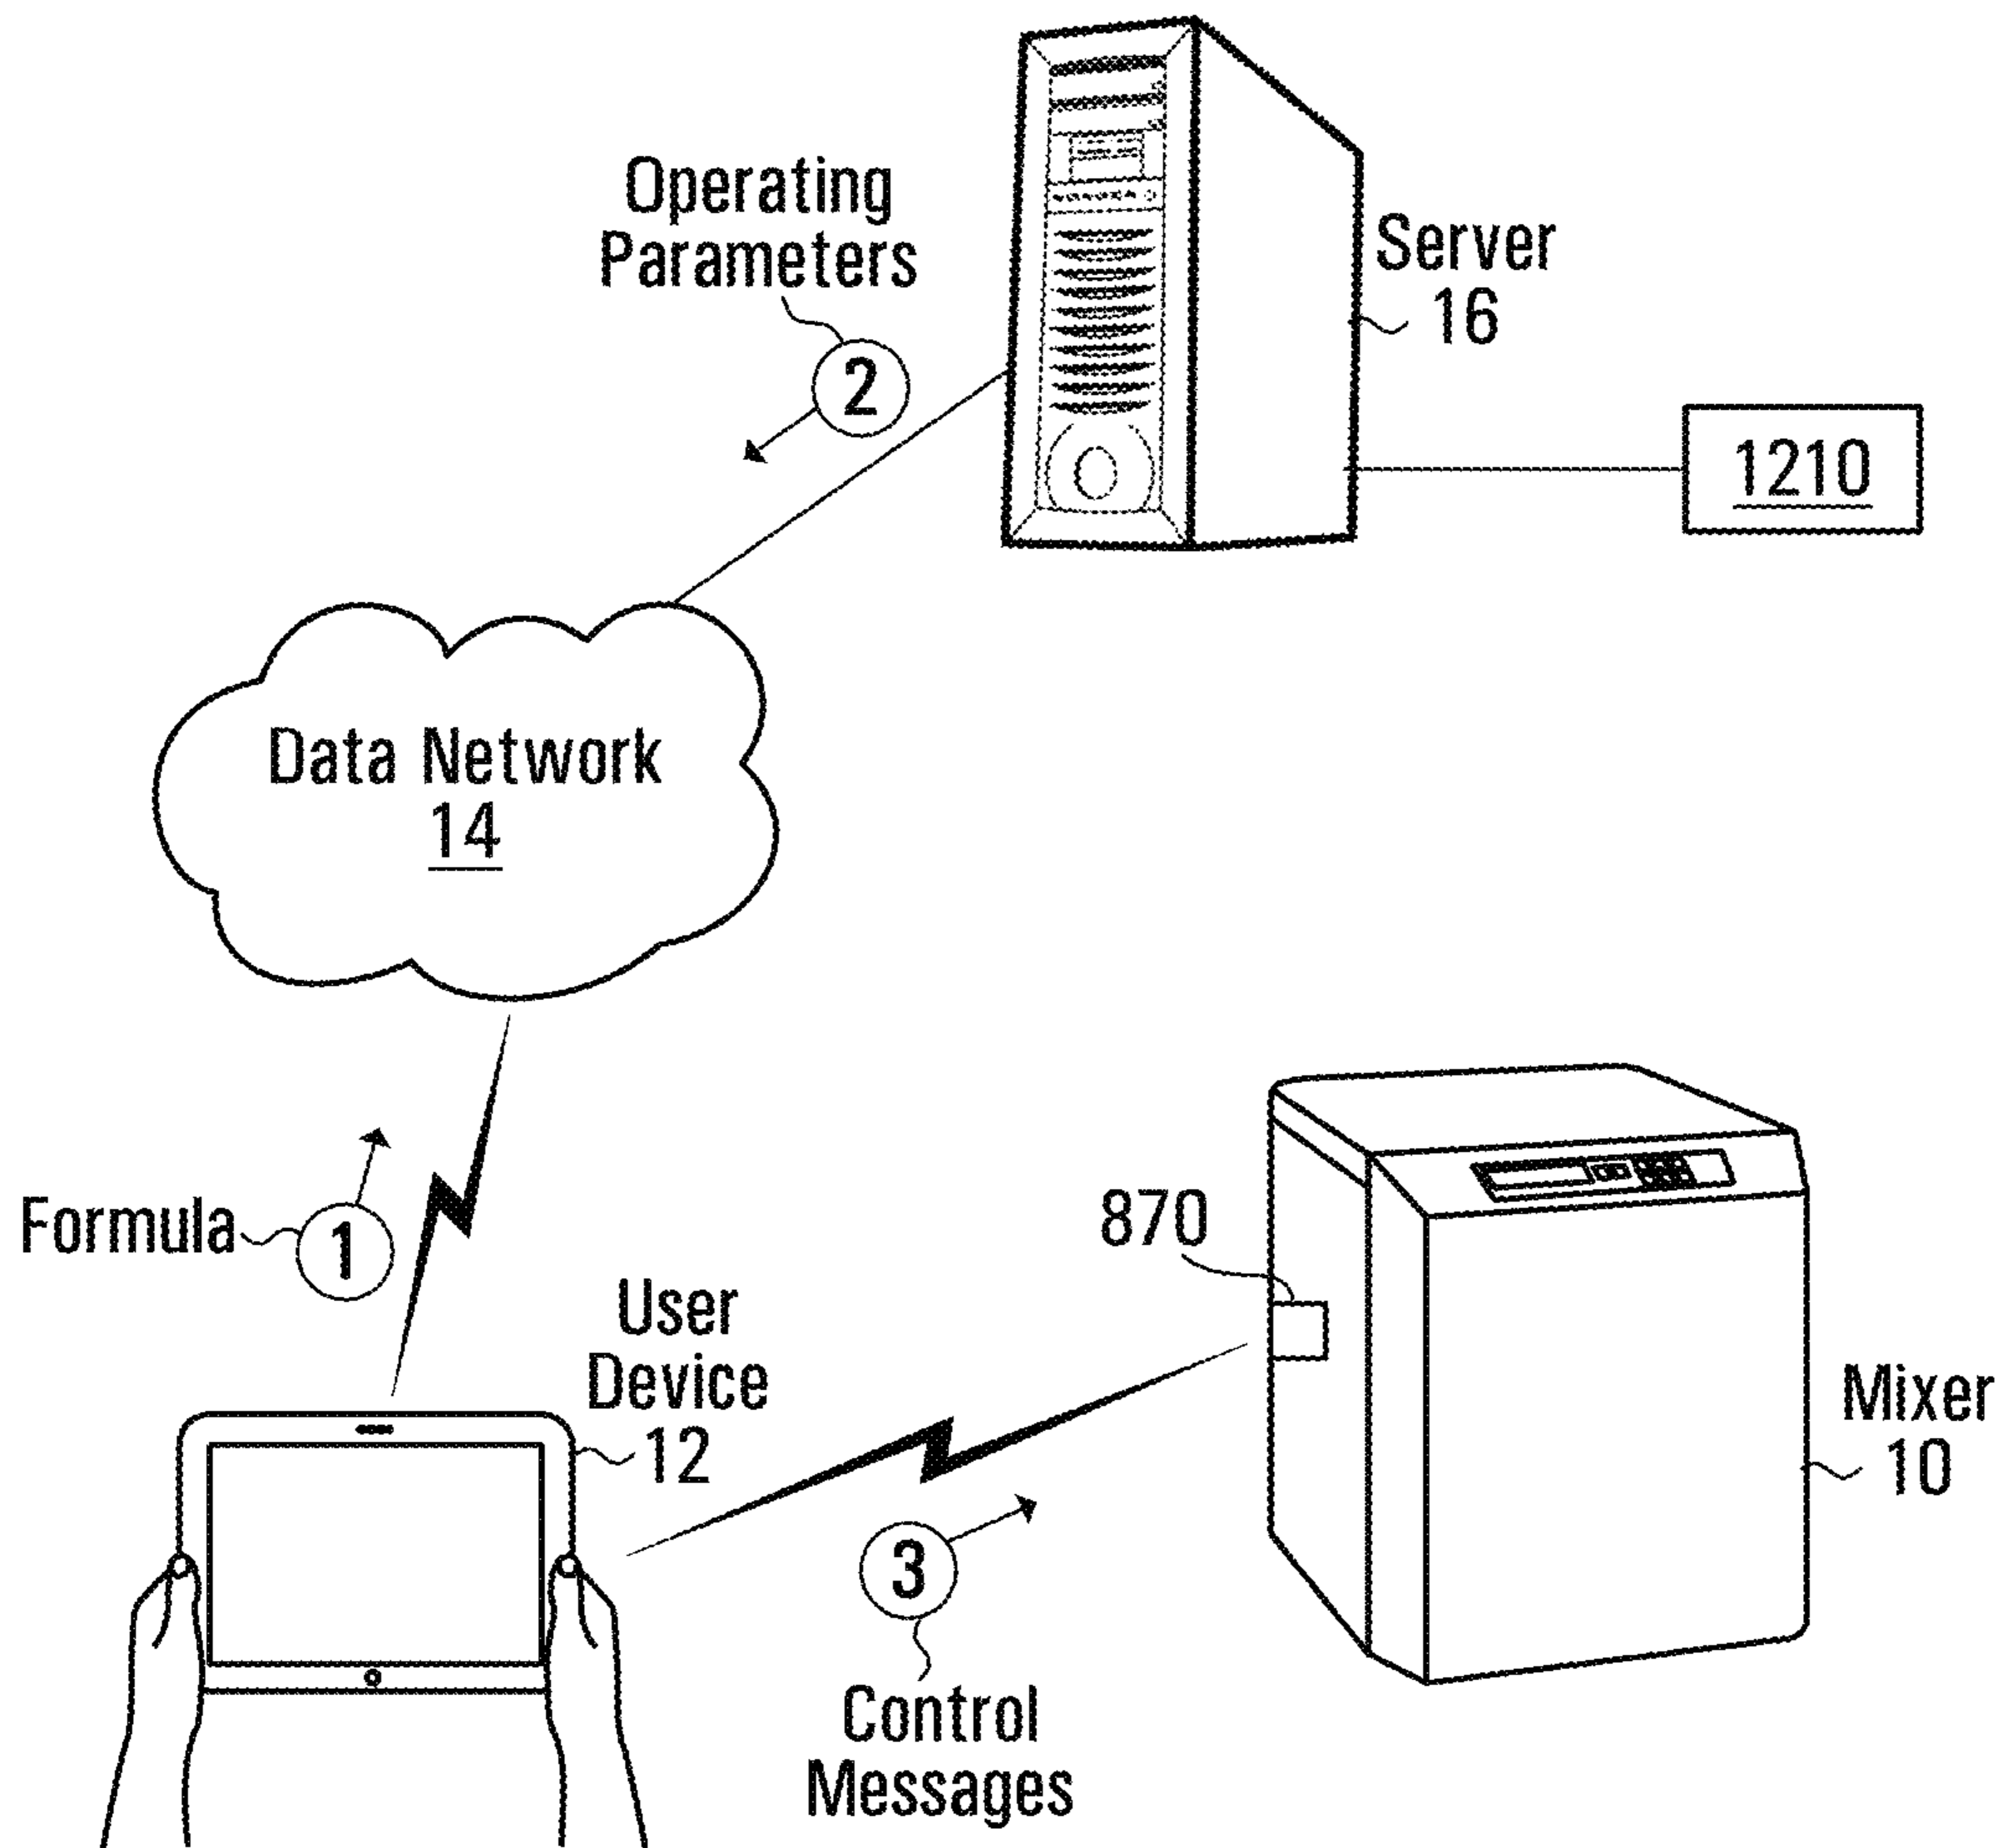 Operating
Parameters
2
Server
16
1210
Data Network
14
Formula
1
User
Device
12
870
Mixer
10
3
Control
Messages